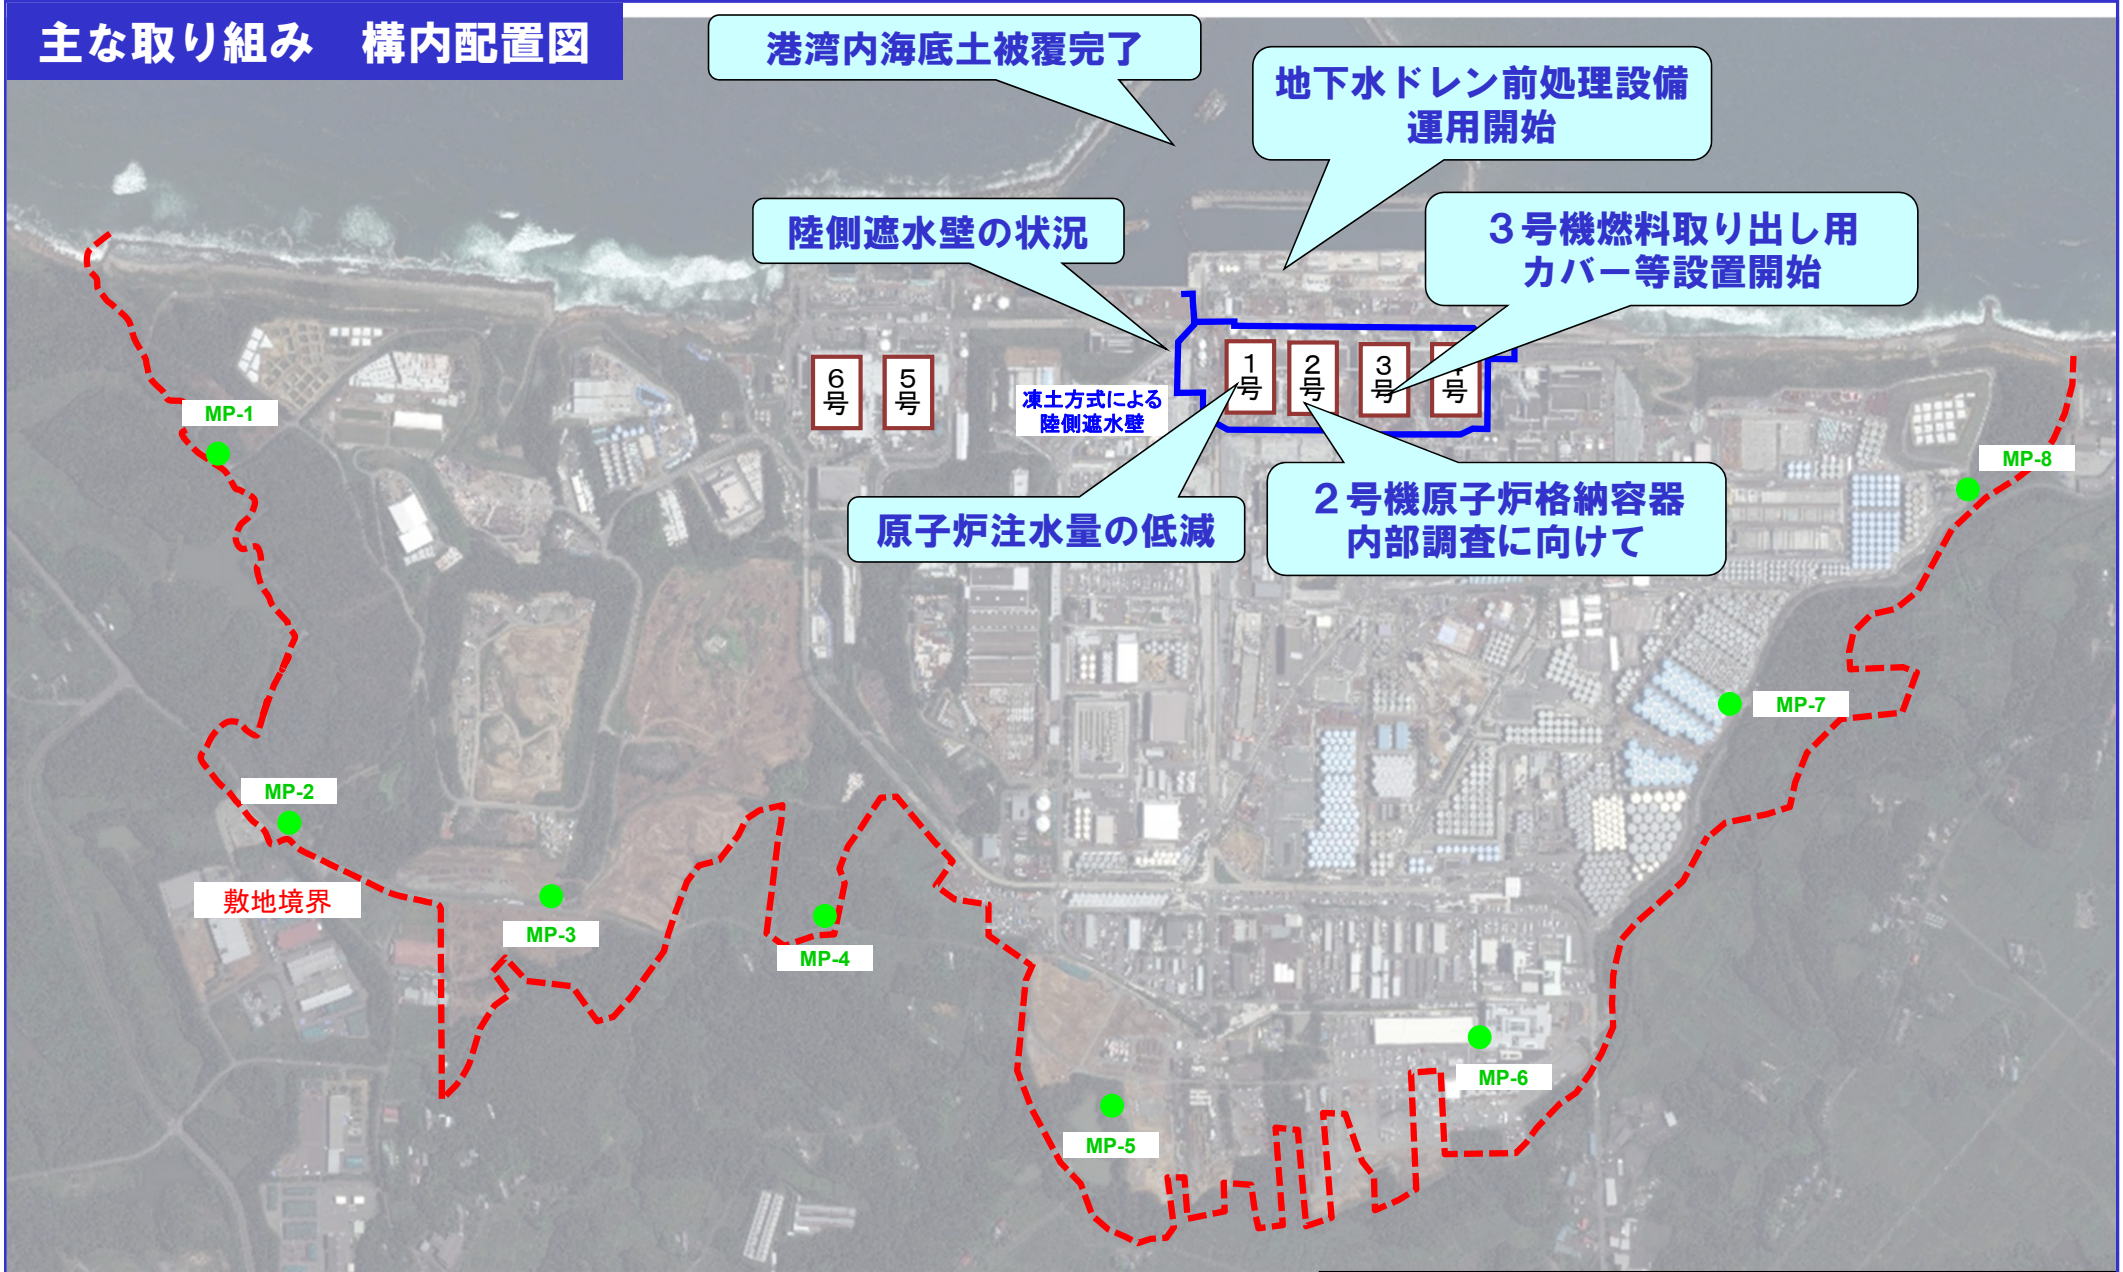 主な取り組み　構内配置図
港湾内海底土被覆完了
地下水ドレン前処理設備
運用開始
陸側遮水壁の状況
３号機燃料取り出し用
カバー等設置開始
6
号
5
号
1
号
2
号
3
号
号
凍土方式による
陸側遮水壁
原子炉注水量の低減
２号機原子炉格納容器
内部調査に向けて
MP-1
MP-8
MP-7
MP-2
敷地境界
MP-3
MP-4
MP-6
MP-5